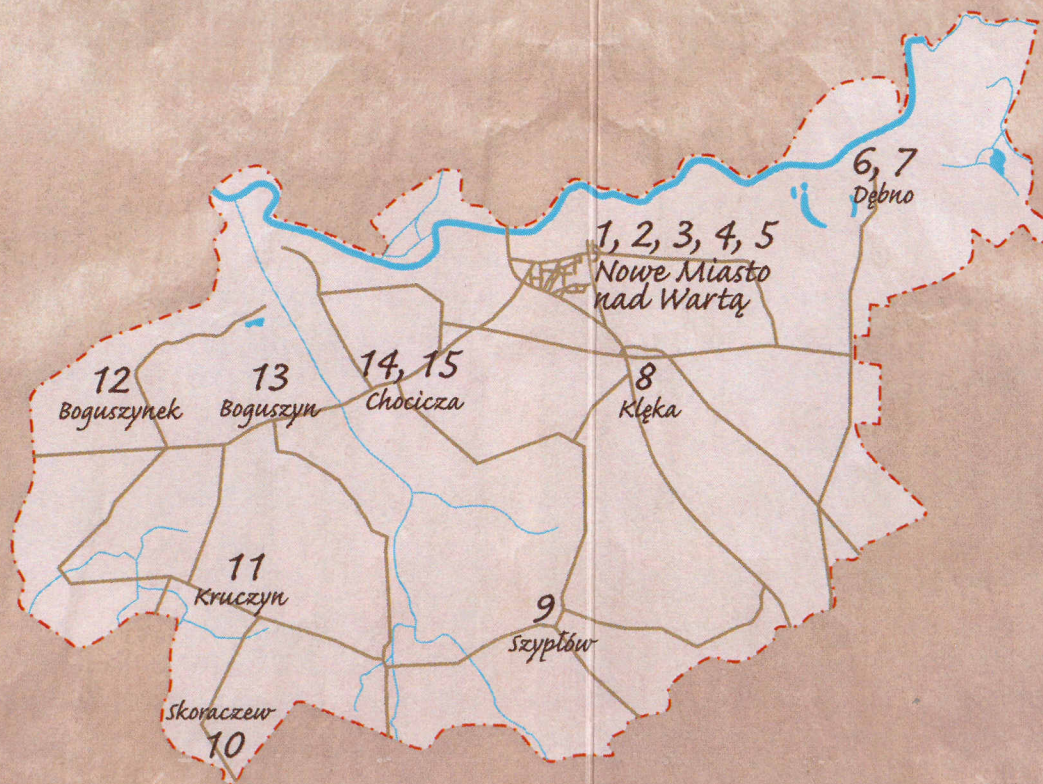 6, 7
Dębno
1, 2, 3, 4, 5
Nowe Miasto
nad Wartą
14, 15
Chocicza
8
Klęka
12
Boguszynek
13
Boguszyn
11
Kruczyn
9
Szypłów
Skoraczew
10